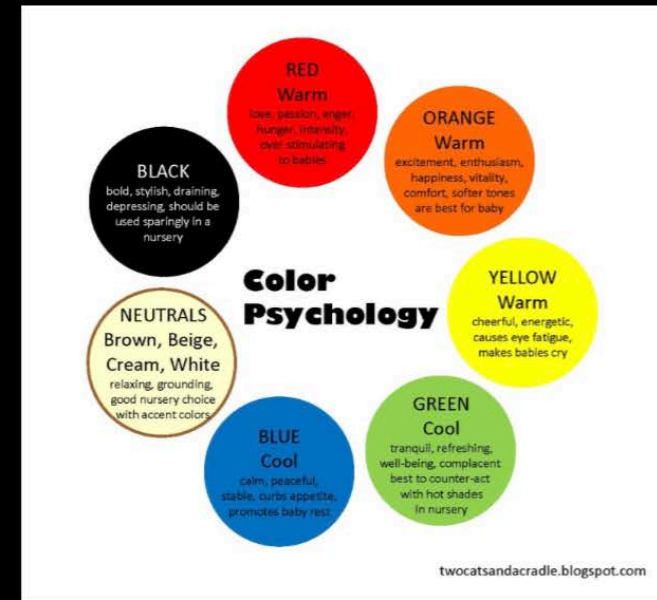 RED
Warm
love, passion, anger,
hunger, intensity,
over stimulating
to babies
ORANGE
Warm
excitement, enthusiasm,
happiness, vitality,
comfort, softer tones
are best for baby
YELLOW
Warm
cheerful, energetic,
causes eye fatigue,
makes babies cry
GREEN
Cool
tranquil, refreshing,
well-being, complacent
best to counter-act
with hot shades
in nursery
BLUE
Cool
calm, peaceful,
stable, curbs appetite,
promotes baby rest
NEUTRALS
Brown, Beige,
Cream, White
relaxing, grounding,
good nursery choice
with accent colors
BLACK
bold, stylish, draining,
depressing, should be
used sparingly in a
nursery
Color
Psychology
twocatsandacradle.blogspot.com